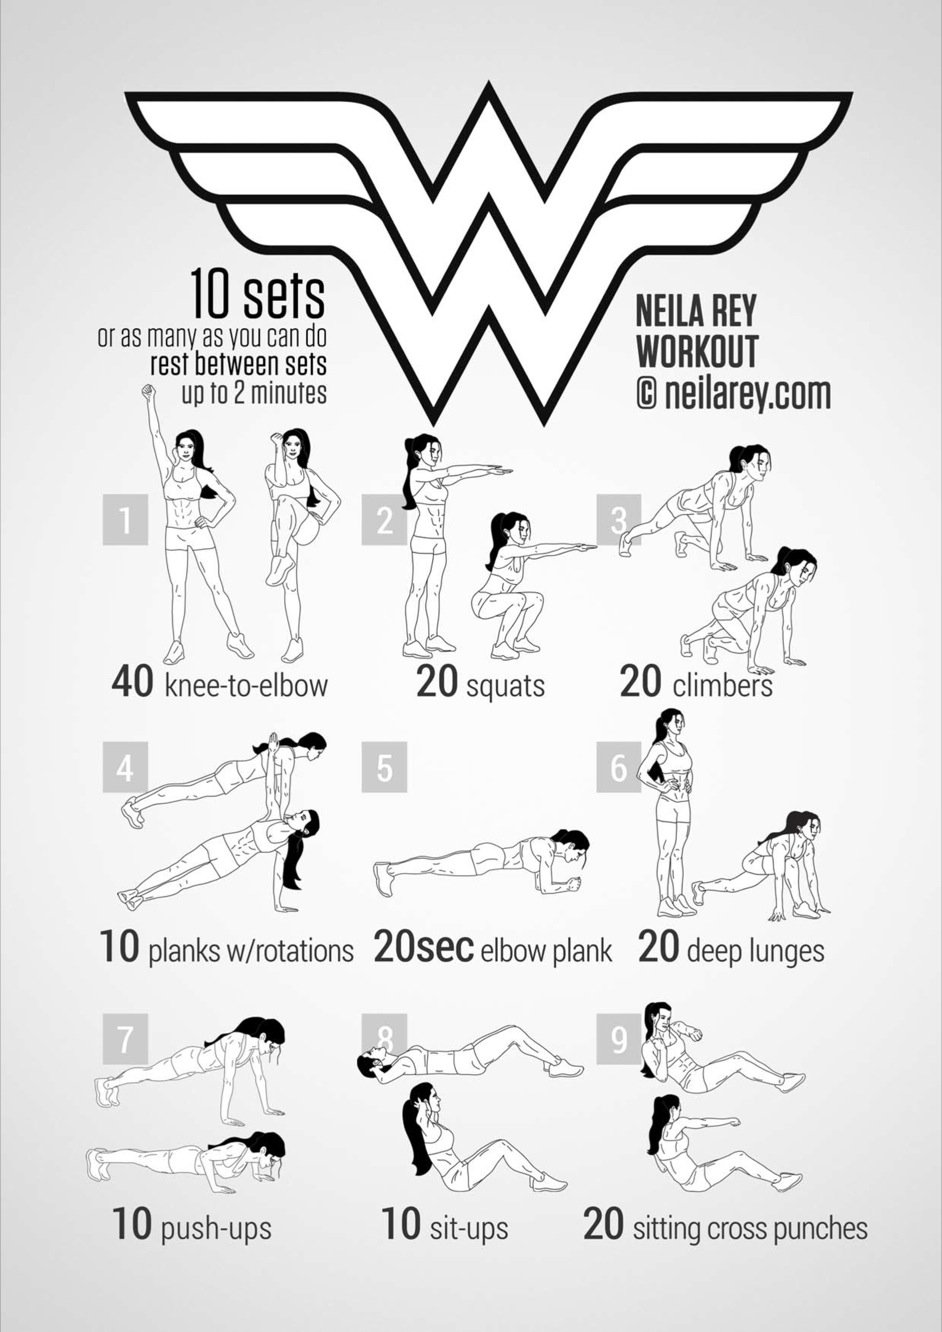 10 sets
or as many as you can do
rest between sets
up to 2 minutes
NEILA REY
WORKOUT
© neilarey.com
1
40 knee-to-elbow
2
20 squats
3
20 climbers
4
10 planks w/rotations
5
20sec elbow plank
6
20 deep lunges
7
10 push-ups
8
10 sit-ups
9
20 sitting cross punches